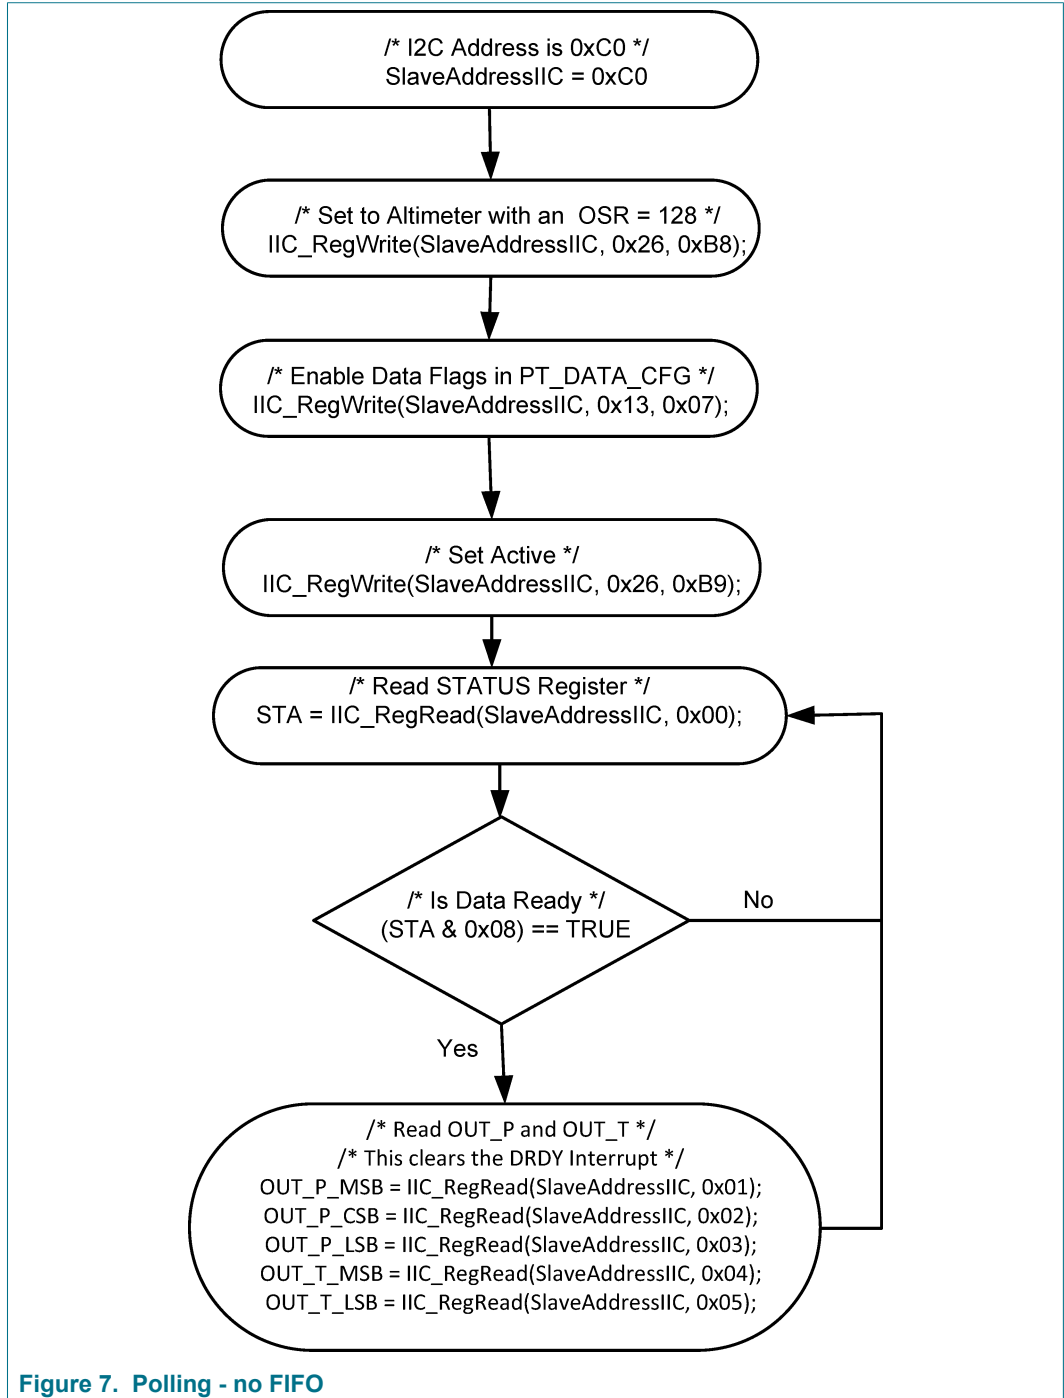 /* I2C Address is 0xC0 */
SlaveAddressIIC = 0xC0
/* Set to Altimeter with an OSR = 128 */
IIC_RegWrite(SlaveAddressIIC, 0x26, 0xB8);
/* Enable Data Flags in PT_DATA_CFG */
IIC_RegWrite(SlaveAddressIIC, 0x13, 0x07);
/* Set Active */
IIC_RegWrite(SlaveAddressIIC, 0x26, 0xB9);
/* Read STATUS Register */
STA = IIC_RegRead(SlaveAddressIIC, 0x00);
/* Is Data Ready */
(STA & 0x08) == TRUE
No
Yes
/* Read OUT_P and OUT_T */
/* This clears the DRDY Interrupt */
OUT_P_MSB = IIC_RegRead(SlaveAddressIIC, 0x01);
OUT_P_CSB = IIC_RegRead(SlaveAddressIIC, 0x02);
OUT_P_LSB = IIC_RegRead(SlaveAddressIIC, 0x03);
OUT_T_MSB = IIC_RegRead(SlaveAddressIIC, 0x04);
OUT_T_LSB = IIC_RegRead(SlaveAddressIIC, 0x05);
Figure 7. Polling - no FIFO